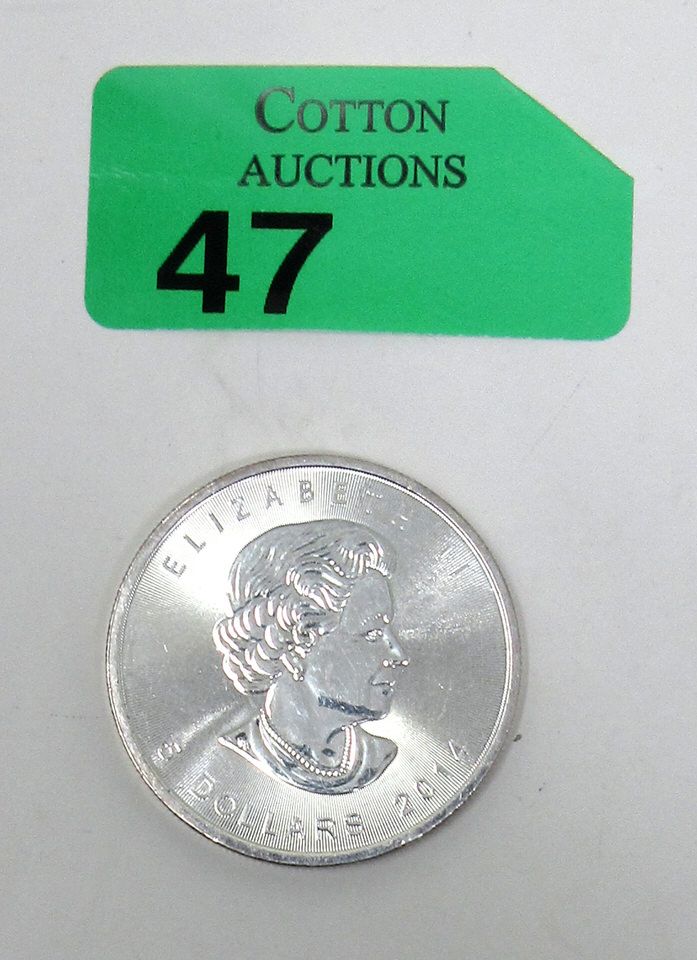 COTTON
AUCTIONS
47
ELIZABETH II
5 DOLLARS 2014